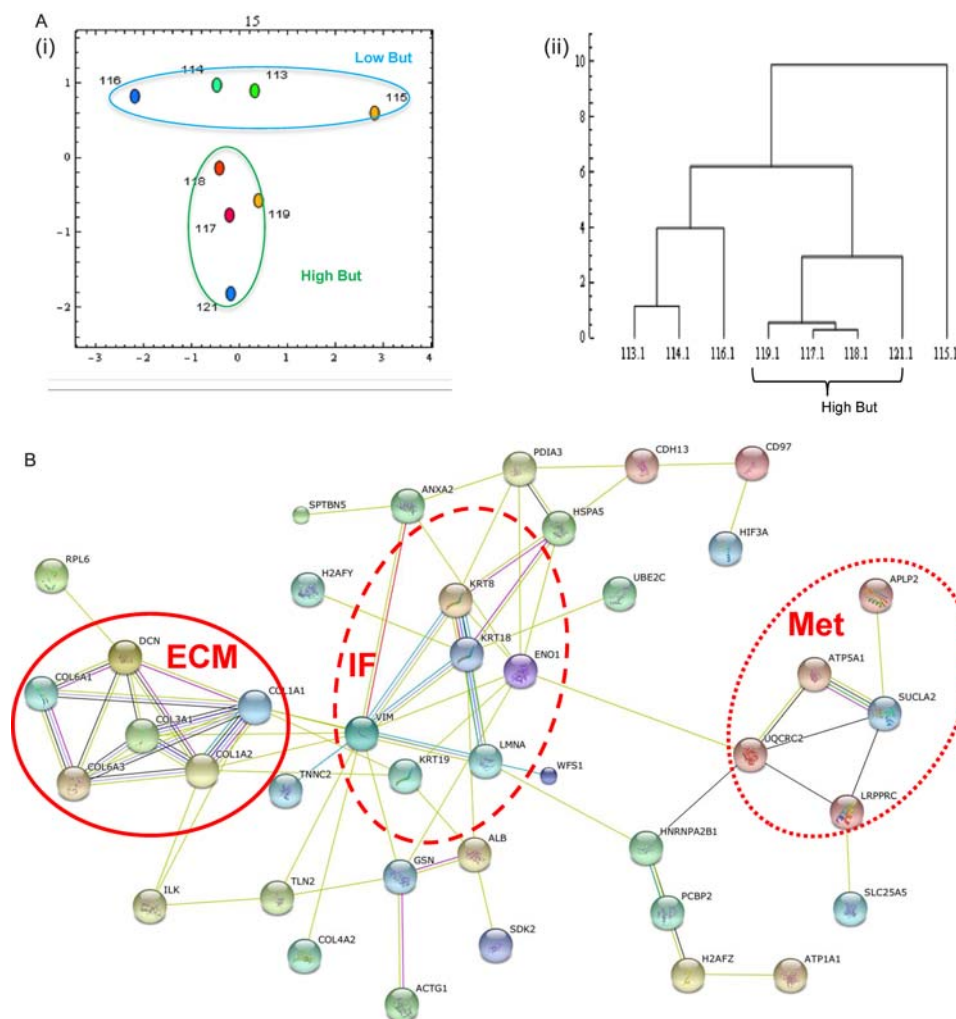 A
(i)
15
Low But
116
114
113
115
118
119
117
121
High But
1
0
-1
-2
-3
-2
-1
0
1
2
3
4
(ii)
10
8
6
4
2
0
113.1
114.1
116.1
119.1
117.1
118.1
121.1
115.1
High But
B
PDIA3
CDH13
CD97
SPTBN5
ANXA2
HSPA5
HIF3A
RPL6
H2AFY
KRT8
UBE2C
APLP2
DCN
ECM
IF
KRT18
Met
COL6A1
COL1A1
ENO1
ATP5A1
SUCLA2
COL3A1
VIM
UQCRC2
COL6A3
COL1A2
TNNC2
KRT19
LMNA
WFS1
LRPPRC
HNRNPA2B1
ALB
GSN
ILK
TLN2
PCBP2
SLC25A5
COL4A2
SDK2
H2AFZ
ATP1A1
ACTG1